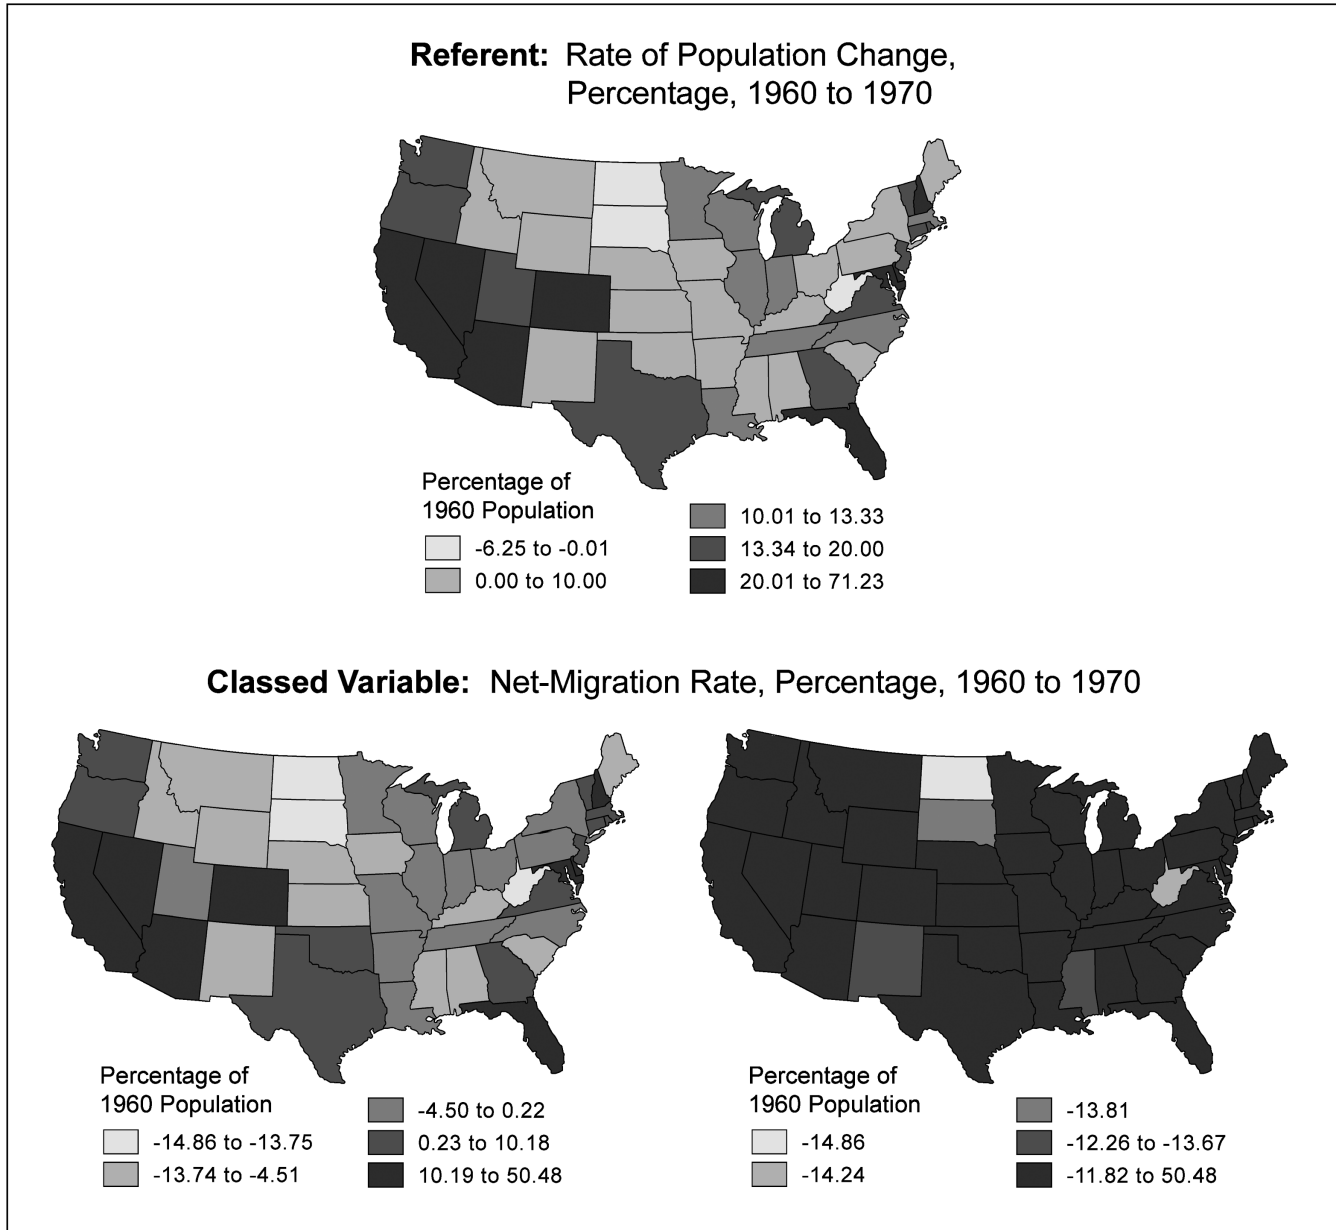 Referent: Rate of Population Change,
Percentage, 1960 to 1970
Percentage of
1960 Population
-6.25 to -0.01
0.00 to 10.00
10.01 to 13.33
13.34 to 20.00
20.01 to 71.23
Classed Variable: Net-Migration Rate, Percentage, 1960 to 1970
Percentage of
1960 Population
-14.86 to -13.75
-13.74 to -4.51
-4.50 to 0.22
0.23 to 10.18
10.19 to 50.48
Percentage of
1960 Population
-14.86
-14.24
-13.81
-12.26 to -13.67
-11.82 to 50.48